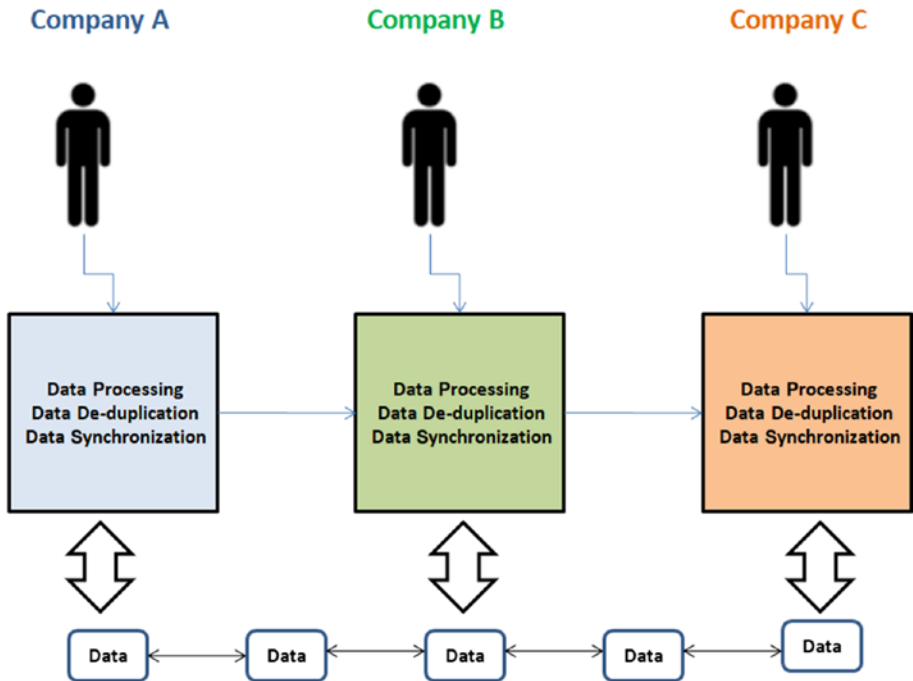 Company A
Company B
Company C
Data Processing
Data De-duplication
Data Synchronization
Data Processing
Data De-duplication
Data Synchronization
Data Processing
Data De-duplication
Data Synchronization
Data
Data
Data
Data
Data